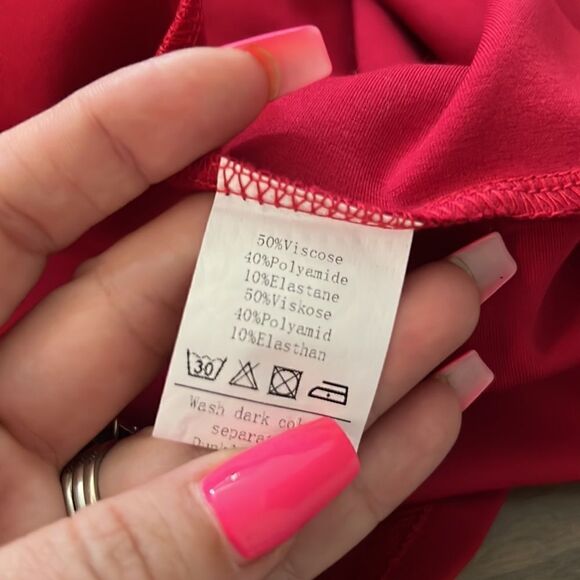 50%Viscose
40%Polyamide
10%Elastane
50%Viskose
40%Polyamid
10%Elasthan
30
Wash dark